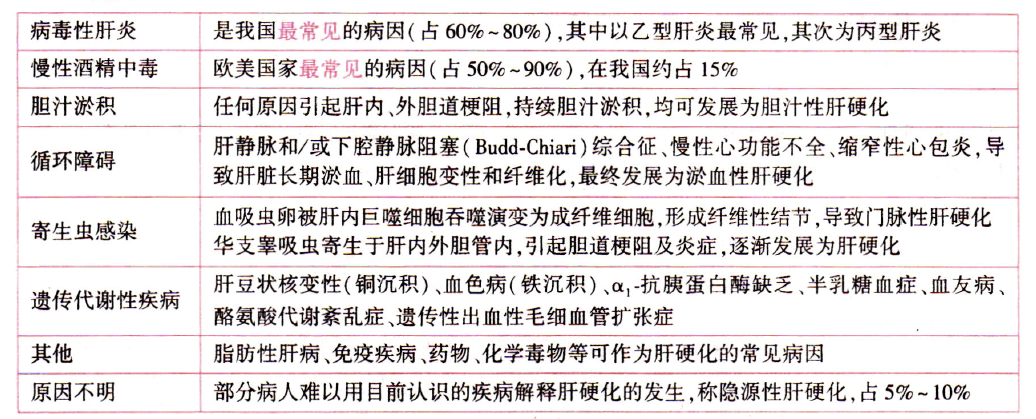 病毒性肝炎 是我国最常见的病因(占60%~80%),其中以乙型肝炎最常见,其次为丙型肝炎
慢性酒精中毒 欧美国家最常见的病因(占50%~90%),在我国约占15%
胆汁淤积 任何原因引起肝内、外胆道梗阻,持续胆汁淤积,均可发展为胆汁性肝硬化
循环障碍 肝静脉和/或下腔静脉阻塞(Budd-Chiari)综合征、慢性心功能不全、缩窄性心包炎,导
致肝脏长期淤血、肝细胞变性和纤维化,最终发展为淤血性肝硬化
寄生虫感染 血吸虫卵被肝内巨噬细胞吞噬演变为成纤维细胞,形成纤维性结节,导致门脉性肝硬化
华支睾吸虫寄生于肝内外胆管内,引起胆道梗阻及炎症,逐渐发展为肝硬化
遗传代谢性疾病 肝豆状核变性(铜沉积)、血色病(铁沉积)、α₁-抗胰蛋白酶缺乏、半乳糖血症、血友病、
酪氨酸代谢紊乱症、遗传性出血性毛细血管扩张症
其他 脂肪性肝病、免疫疾病、药物、化学毒物等可作为肝硬化的常见病因
原因不明 部分病人难以用目前认识的疾病解释肝硬化的发生,称隐源性肝硬化,占5%~10%